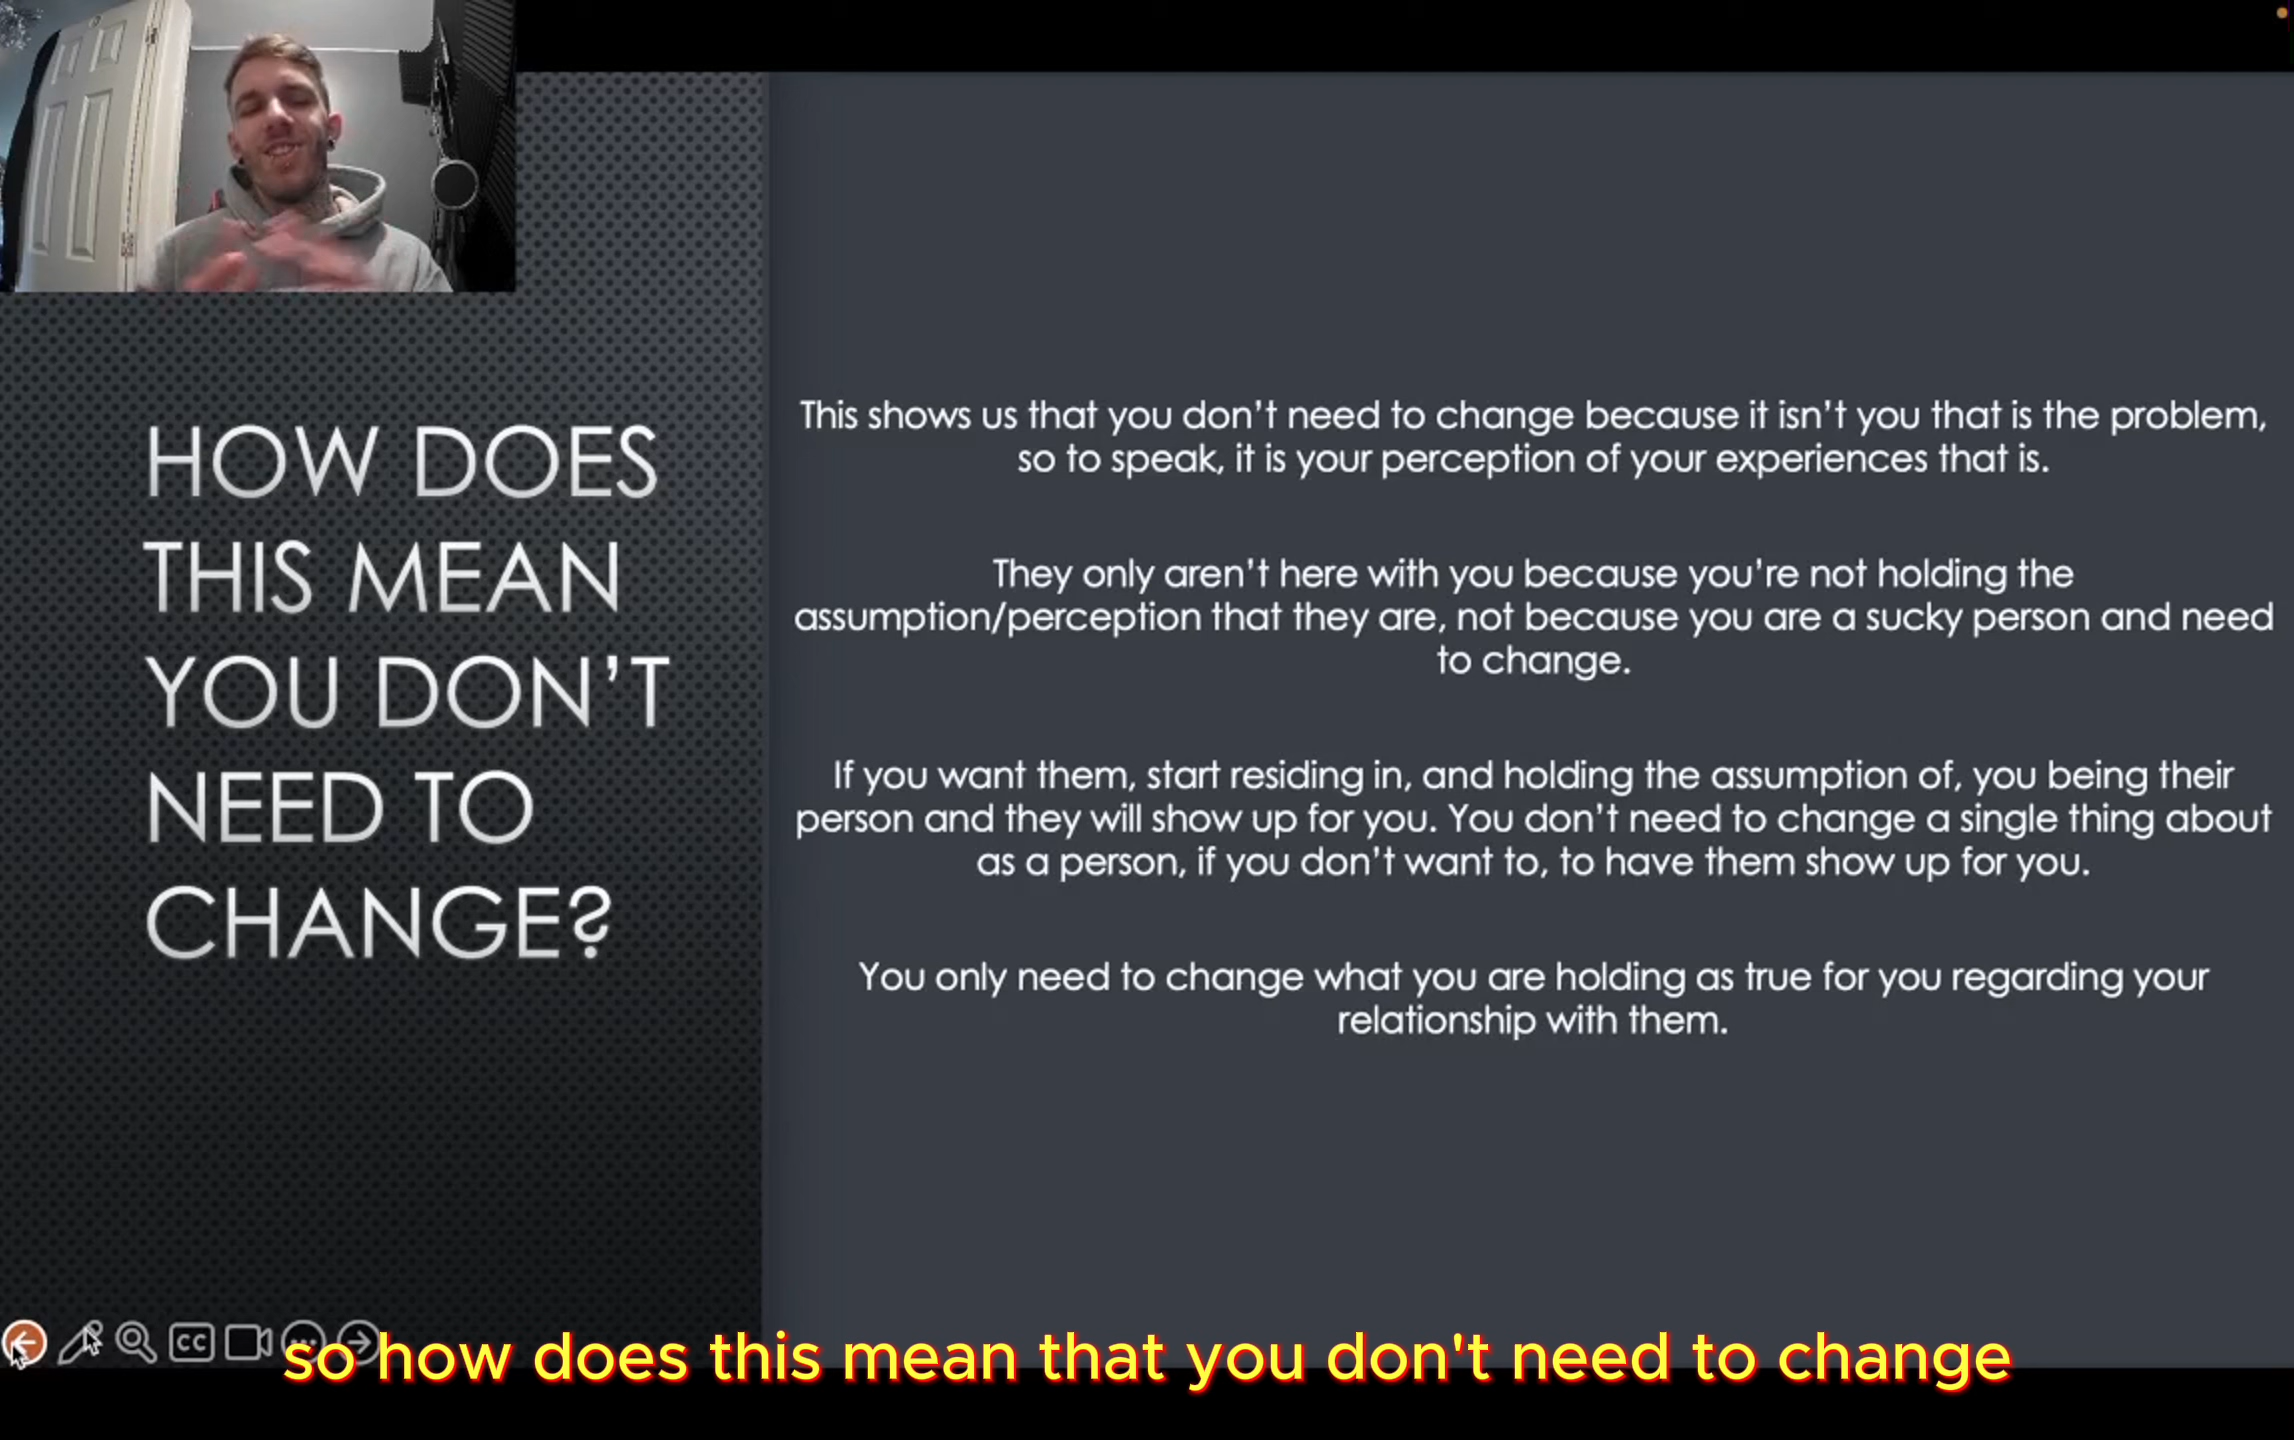 HOW DOES
THIS MEAN
YOU DON'T
NEED TO
CHANGE?
This shows us that you don't need to change because it isn't you that is the problem,
so to speak, it is your perception of your experiences that is.
They only aren't here with you because you're not holding the
assumption/perception that they are, not because you are a sucky person and need
to change.
If you want them, start residing in, and holding the assumption of, you being their
person and they will show up for you. You don't need to change a single thing about
as a person, if you don't want to, to have them show up for you.
You only need to change what you are holding as true for you regarding your
relationship with them.
CC
so how does this mean that you don't need to change